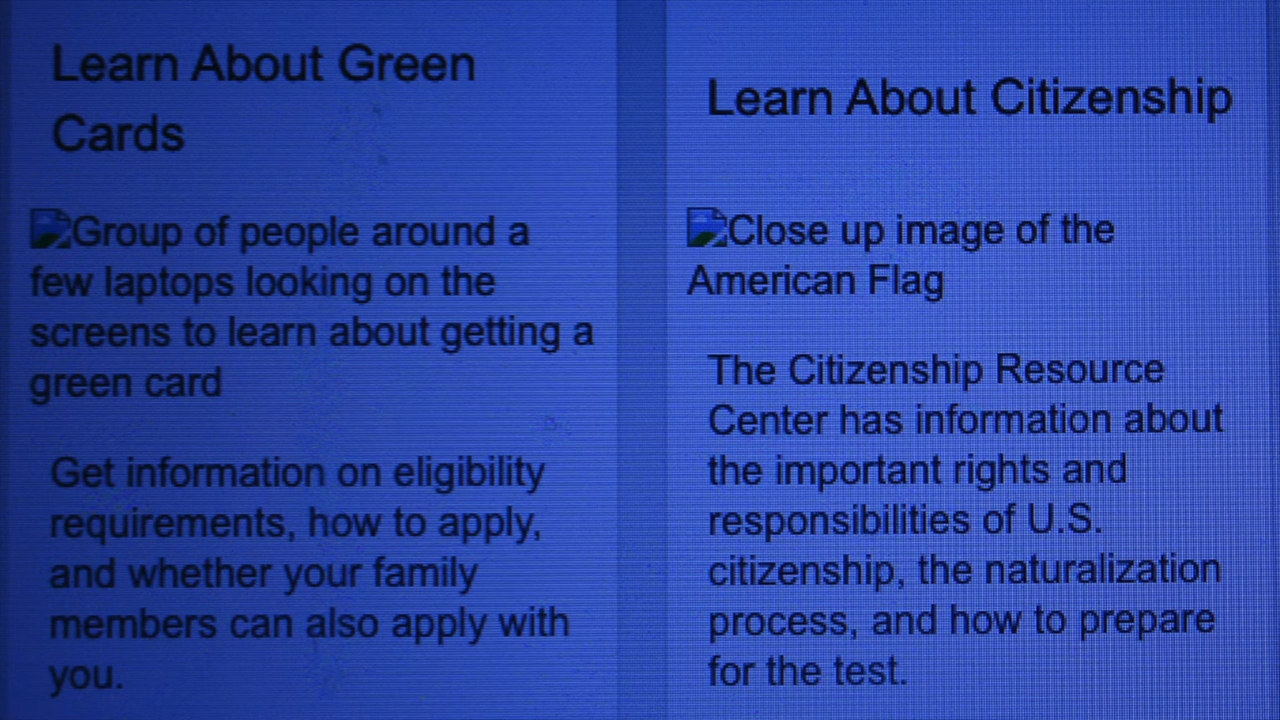 Learn About Green
Cards
Group of people around a
few laptops looking on the
screens to learn about getting a
green card
Get information on eligibility
requirements, how to apply,
and whether your family
members can also apply with
you.
Learn About Citizenship
Close up image of the
American Flag
The Citizenship Resource
Center has information about
the important rights and
responsibilities of U.S.
citizenship, the naturalization
process, and how to prepare
for the test.